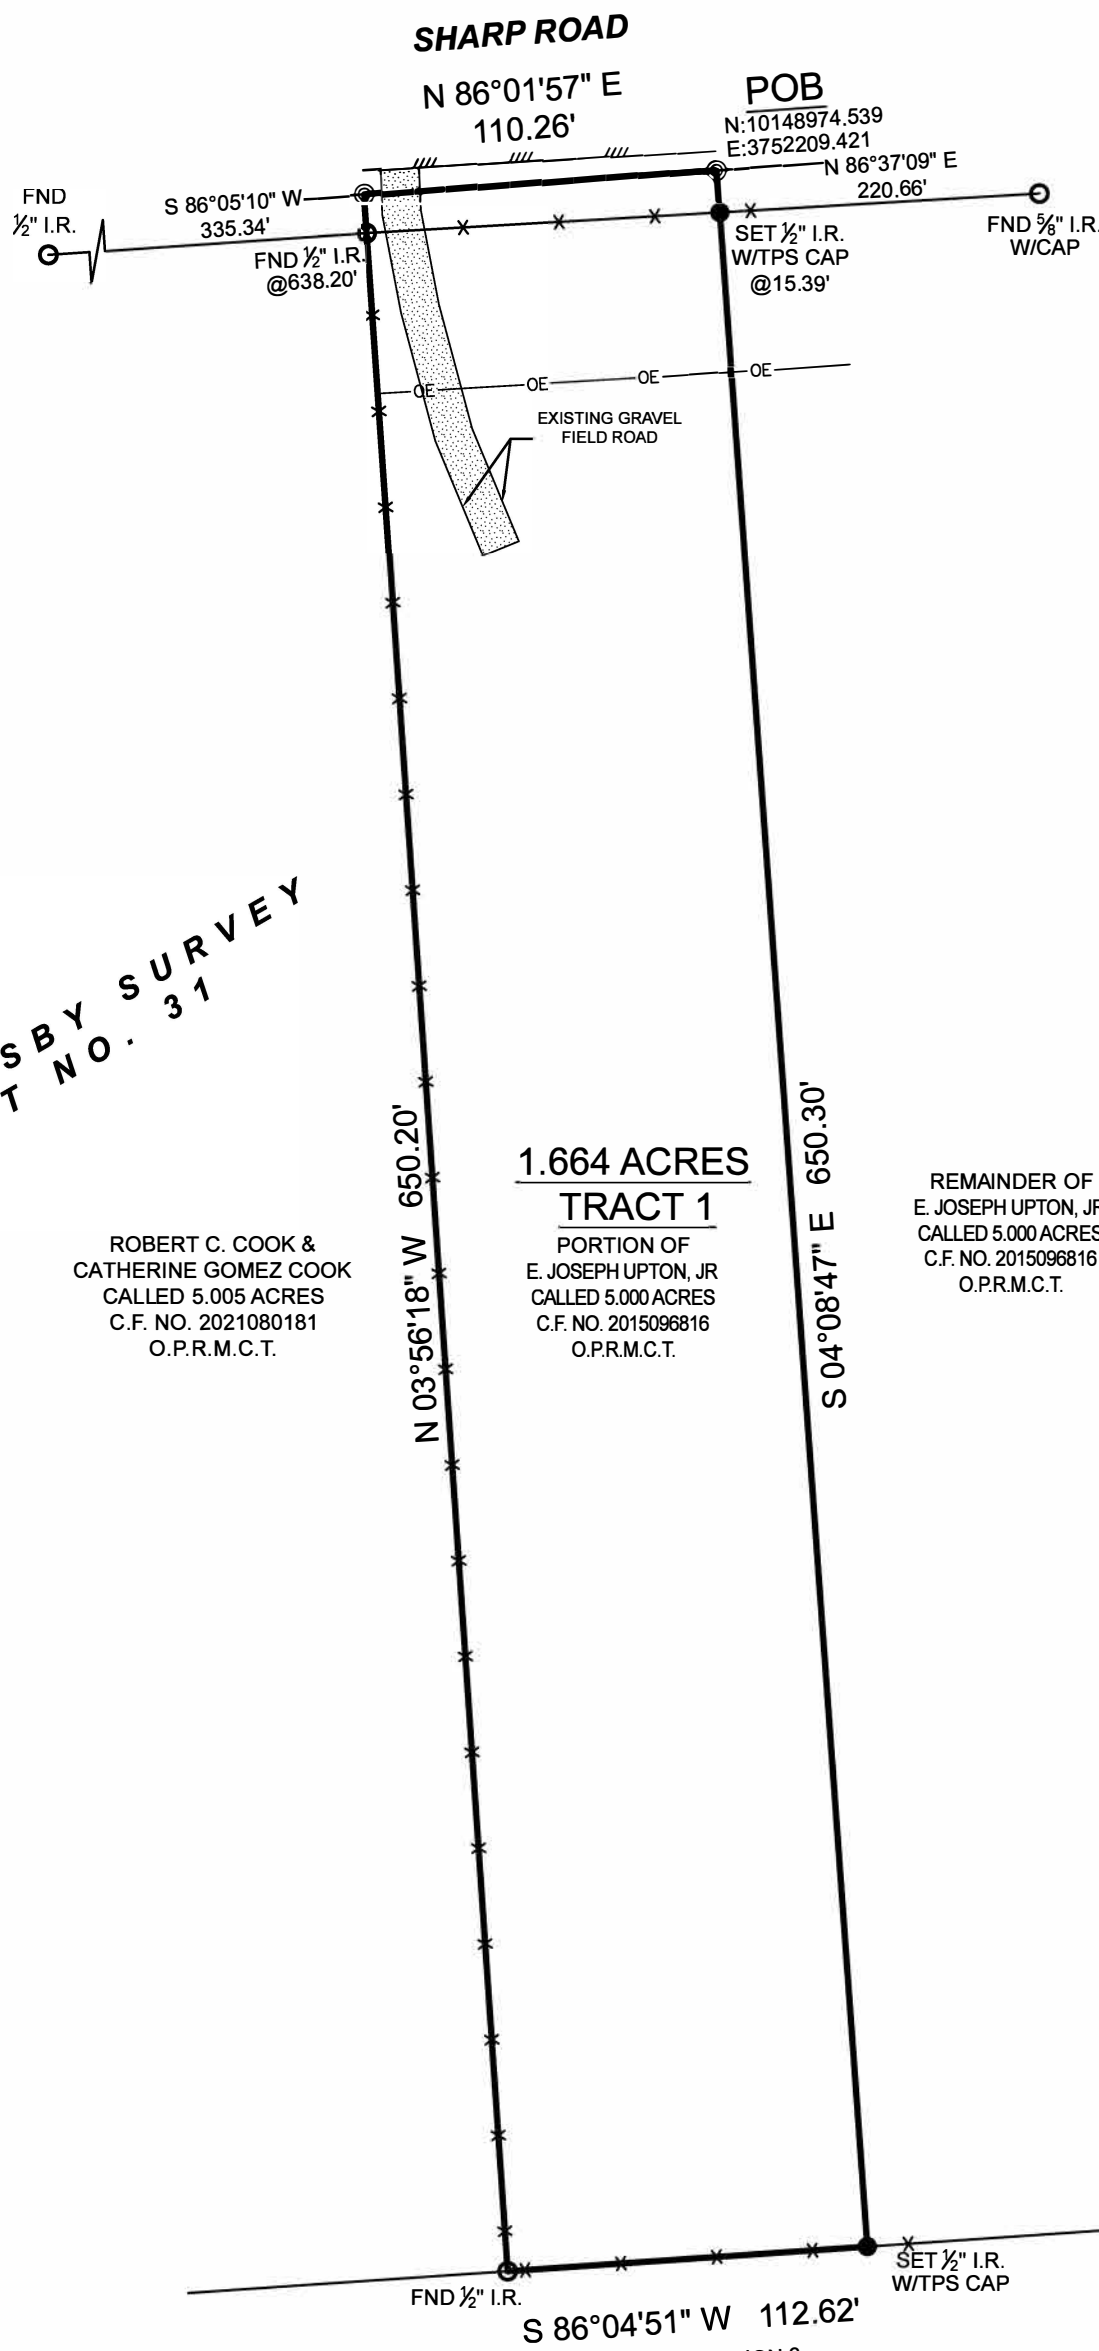 SHARP ROAD
N 86°01'57" E
110.26'
POB
N:10148974.539
E:3752209.421
N 86°37'09" E
220.66'
FND
½" I.R.
S 86°05'10" W
335.34'
FND ½" I.R.
@638.20'
SET ½" I.R.
W/TPS CAP
@15.39'
FND ⅝" I.R.
W/CAP
OE OE OE OE
EXISTING GRAVEL
FIELD ROAD
SBY SURVEY
T NO. 31
N 03°56'18" W 650.20'
1.664 ACRES
TRACT 1
PORTION OF
E. JOSEPH UPTON, JR
CALLED 5.000 ACRES
C.F. NO. 2015096816
O.P.R.M.C.T.
S 04°08'47" E 650.30'
REMAINDER OF
E. JOSEPH UPTON, JR
CALLED 5.000 ACRES
C.F. NO. 2015096816
O.P.R.M.C.T.
ROBERT C. COOK &
CATHERINE GOMEZ COOK
CALLED 5.005 ACRES
C.F. NO. 2021080181
O.P.R.M.C.T.
FND ½" I.R.
SET ½" I.R.
W/TPS CAP
S 86°04'51" W 112.62'